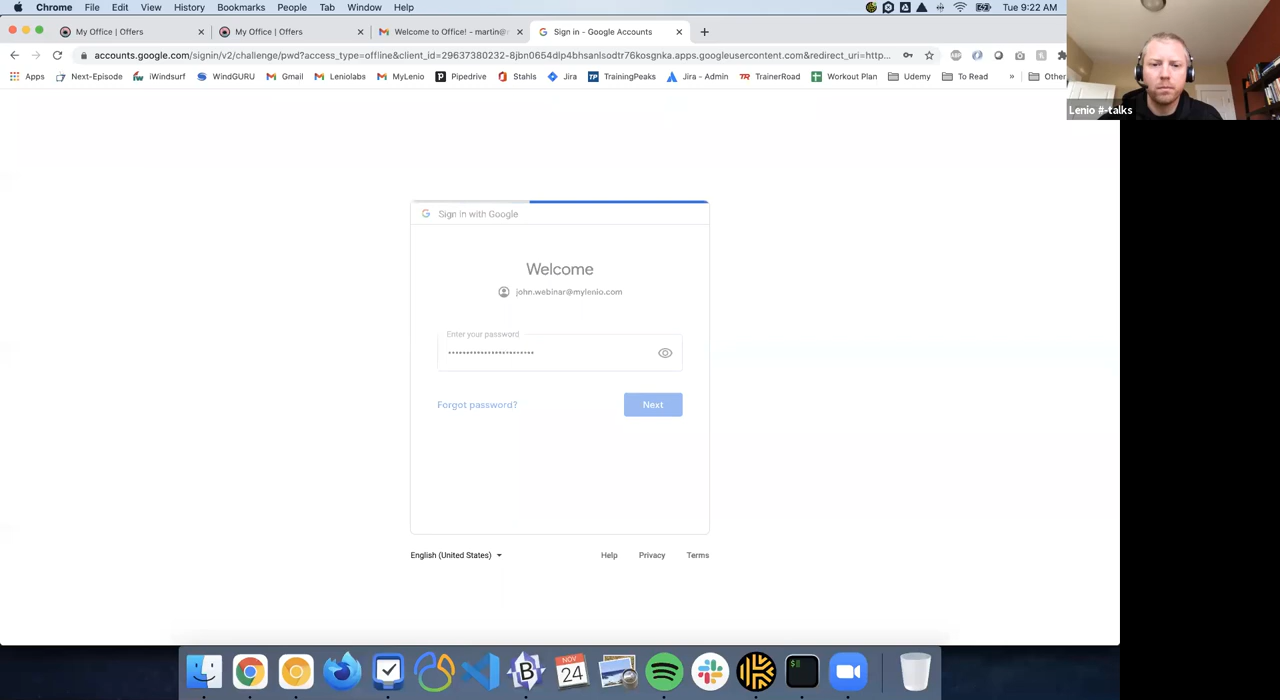 Chrome File Edit View History Bookmarks People Tab Window Help Tue 9:22 AM
My Office | Offers My Office | Offers Welcome to Office! - martin@ Sign in - Google Accounts
accounts.google.com/signin/v2/challenge/pwd?access_type=offline&client_id=29637380232-8jbn0654dlp4bhsanlsodtr76kosgnka.apps.googleusercontent.com&redirect_uri=http...
Apps Next-Episode iWindsurf WindGURU Gmail Leniolabs MyLenio Pipedrive Stahls Jira TrainingPeaks Jira - Admin TrainerRoad Workout Plan Udemy To Read » Other
Lenio #-talks
Sign in with Google
Welcome
john.webinar@mylenio.com
Enter your password
Forgot password? Next
English (United States) Help Privacy Terms
NOV
24